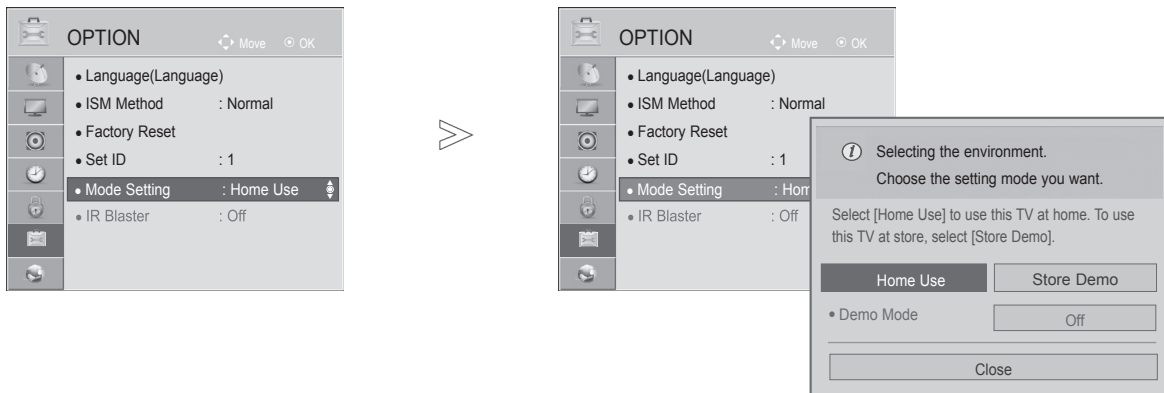 OPTION
Move OK
• Language(Language)
• ISM Method : Normal
• Factory Reset
• Set ID : 1
• Mode Setting : Home Use
• IR Blaster : Off
OPTION
Move OK
• Language(Language)
• ISM Method : Normal
• Factory Reset
• Set ID : 1
• Mode Setting : Hom
• IR Blaster : Off
i Selecting the environment.
Choose the setting mode you want.
Select [Home Use] to use this TV at home. To use
this TV at store, select [Store Demo].
Home Use Store Demo
• Demo Mode Off
Close